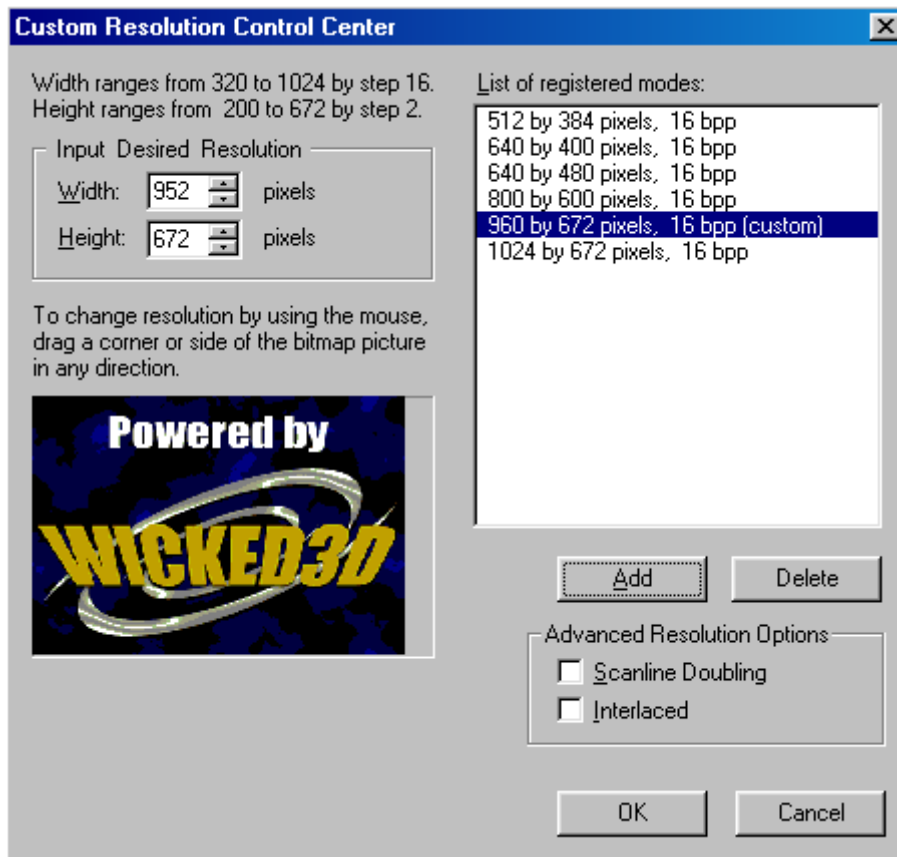 Custom Resolution Control Center
Width ranges from 320 to 1024 by step 16.
Height ranges from 200 to 672 by step 2.
Input Desired Resolution
Width: 952 pixels
Height: 672 pixels
To change resolution by using the mouse,
drag a corner or side of the bitmap picture
in any direction.
Powered by
WICKED3D
List of registered modes:
512 by 384 pixels, 16 bpp
640 by 400 pixels, 16 bpp
640 by 480 pixels, 16 bpp
800 by 600 pixels, 16 bpp
960 by 672 pixels, 16 bpp (custom)
1024 by 672 pixels, 16 bpp
Add Delete
Advanced Resolution Options
Scanline Doubling
Interlaced
OK Cancel